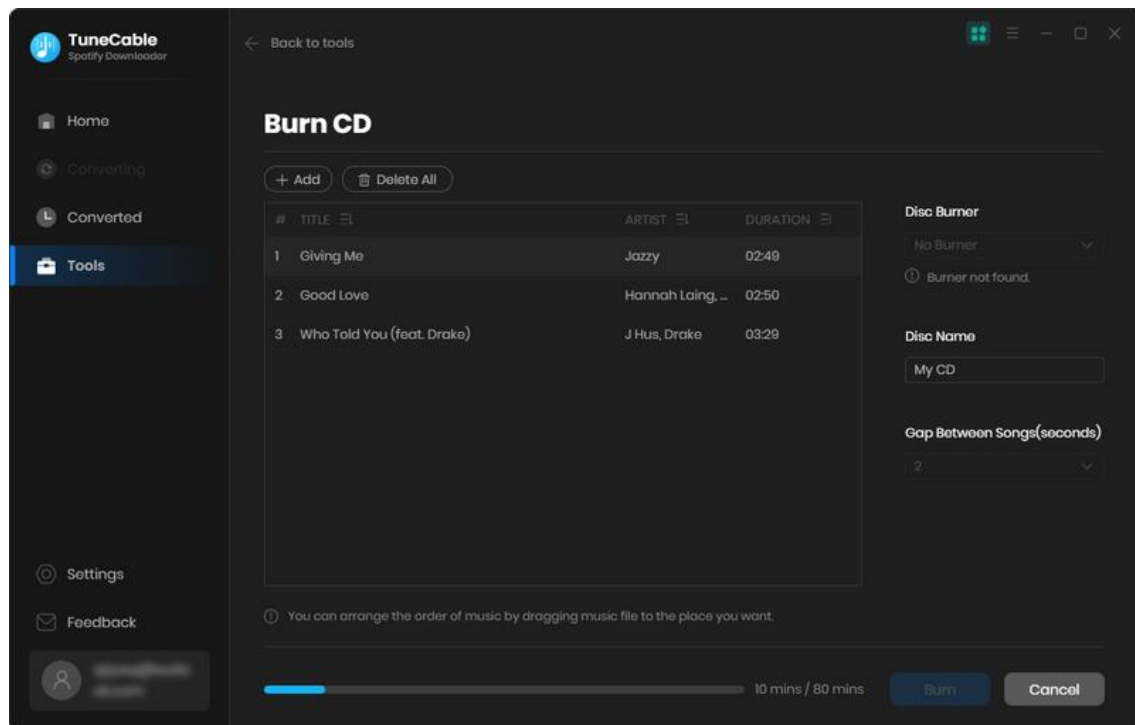 TuneCable
Spotify Downloader
Back to tools
Home
Converting
Converted
Tools
Settings
Feedback
Burn CD
Add
Delete All
# TITLE ARTIST DURATION
1 Giving Me Jazzy 02:49
2 Good Love Hannah Laing, ... 02:50
3 Who Told You (feat. Drake) J Hus, Drake 03:29
You can arrange the order of music by dragging music file to the place you want.
Disc Burner
No Burner
Burner not found.
Disc Name
My CD
Gap Between Songs(seconds)
2
10 mins / 80 mins
Burn
Cancel